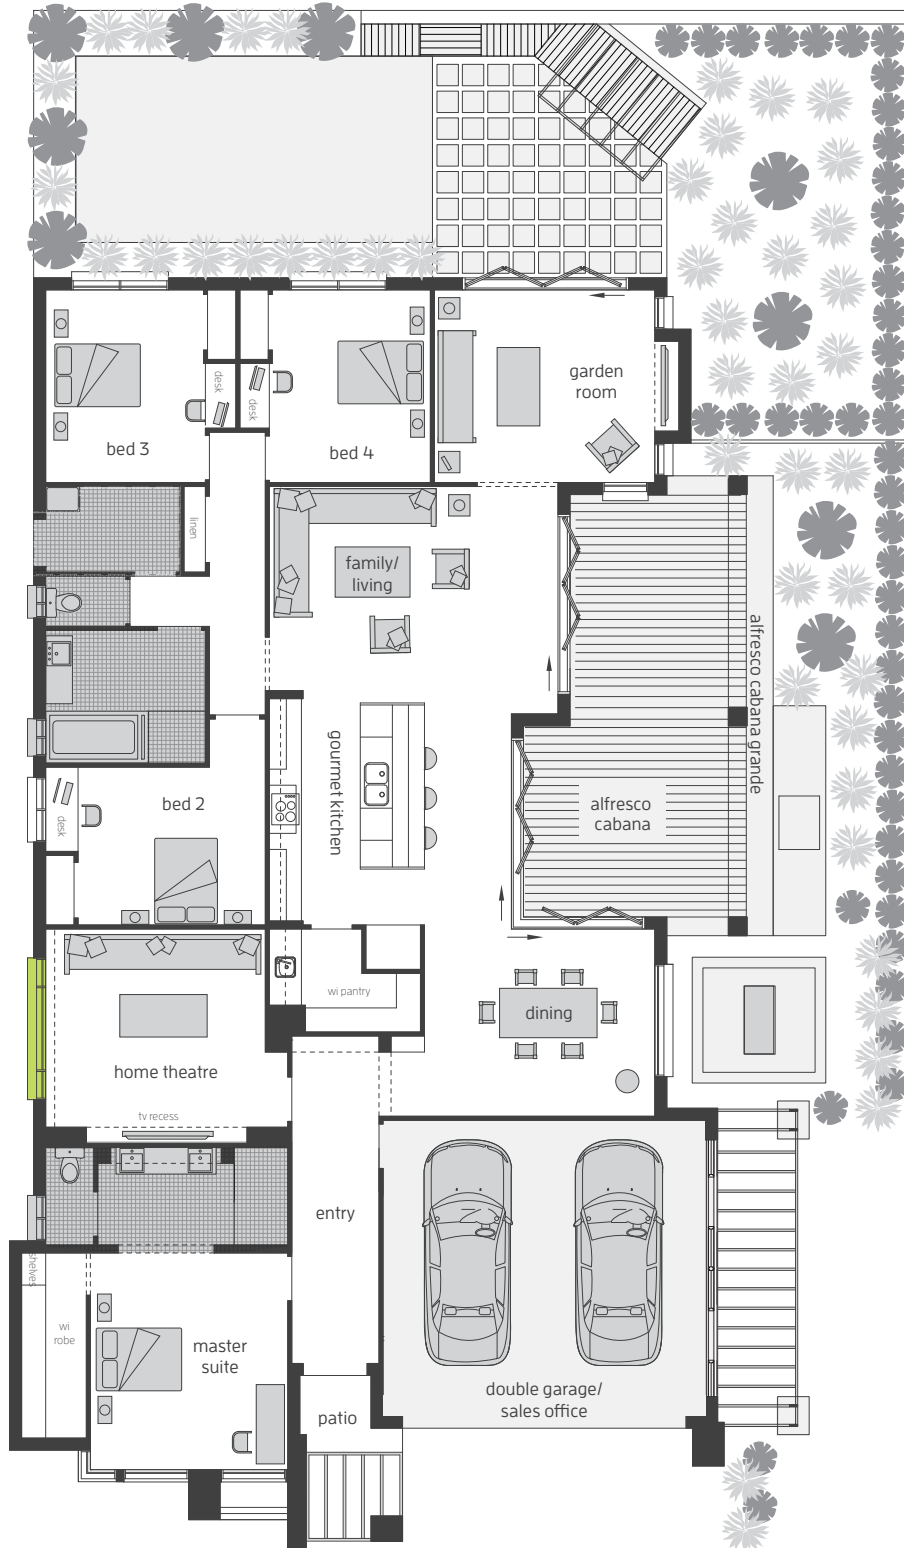 garden
room
desk
desk
bed 3
bed 4
linen
family/
living
alfresco cabana grande
gourmet kitchen
bed 2
alfresco
cabana
desk
wi pantry
dining
home theatre
tv recess
entry
shelves
wi
robe
master
suite
double garage/
sales office
patio